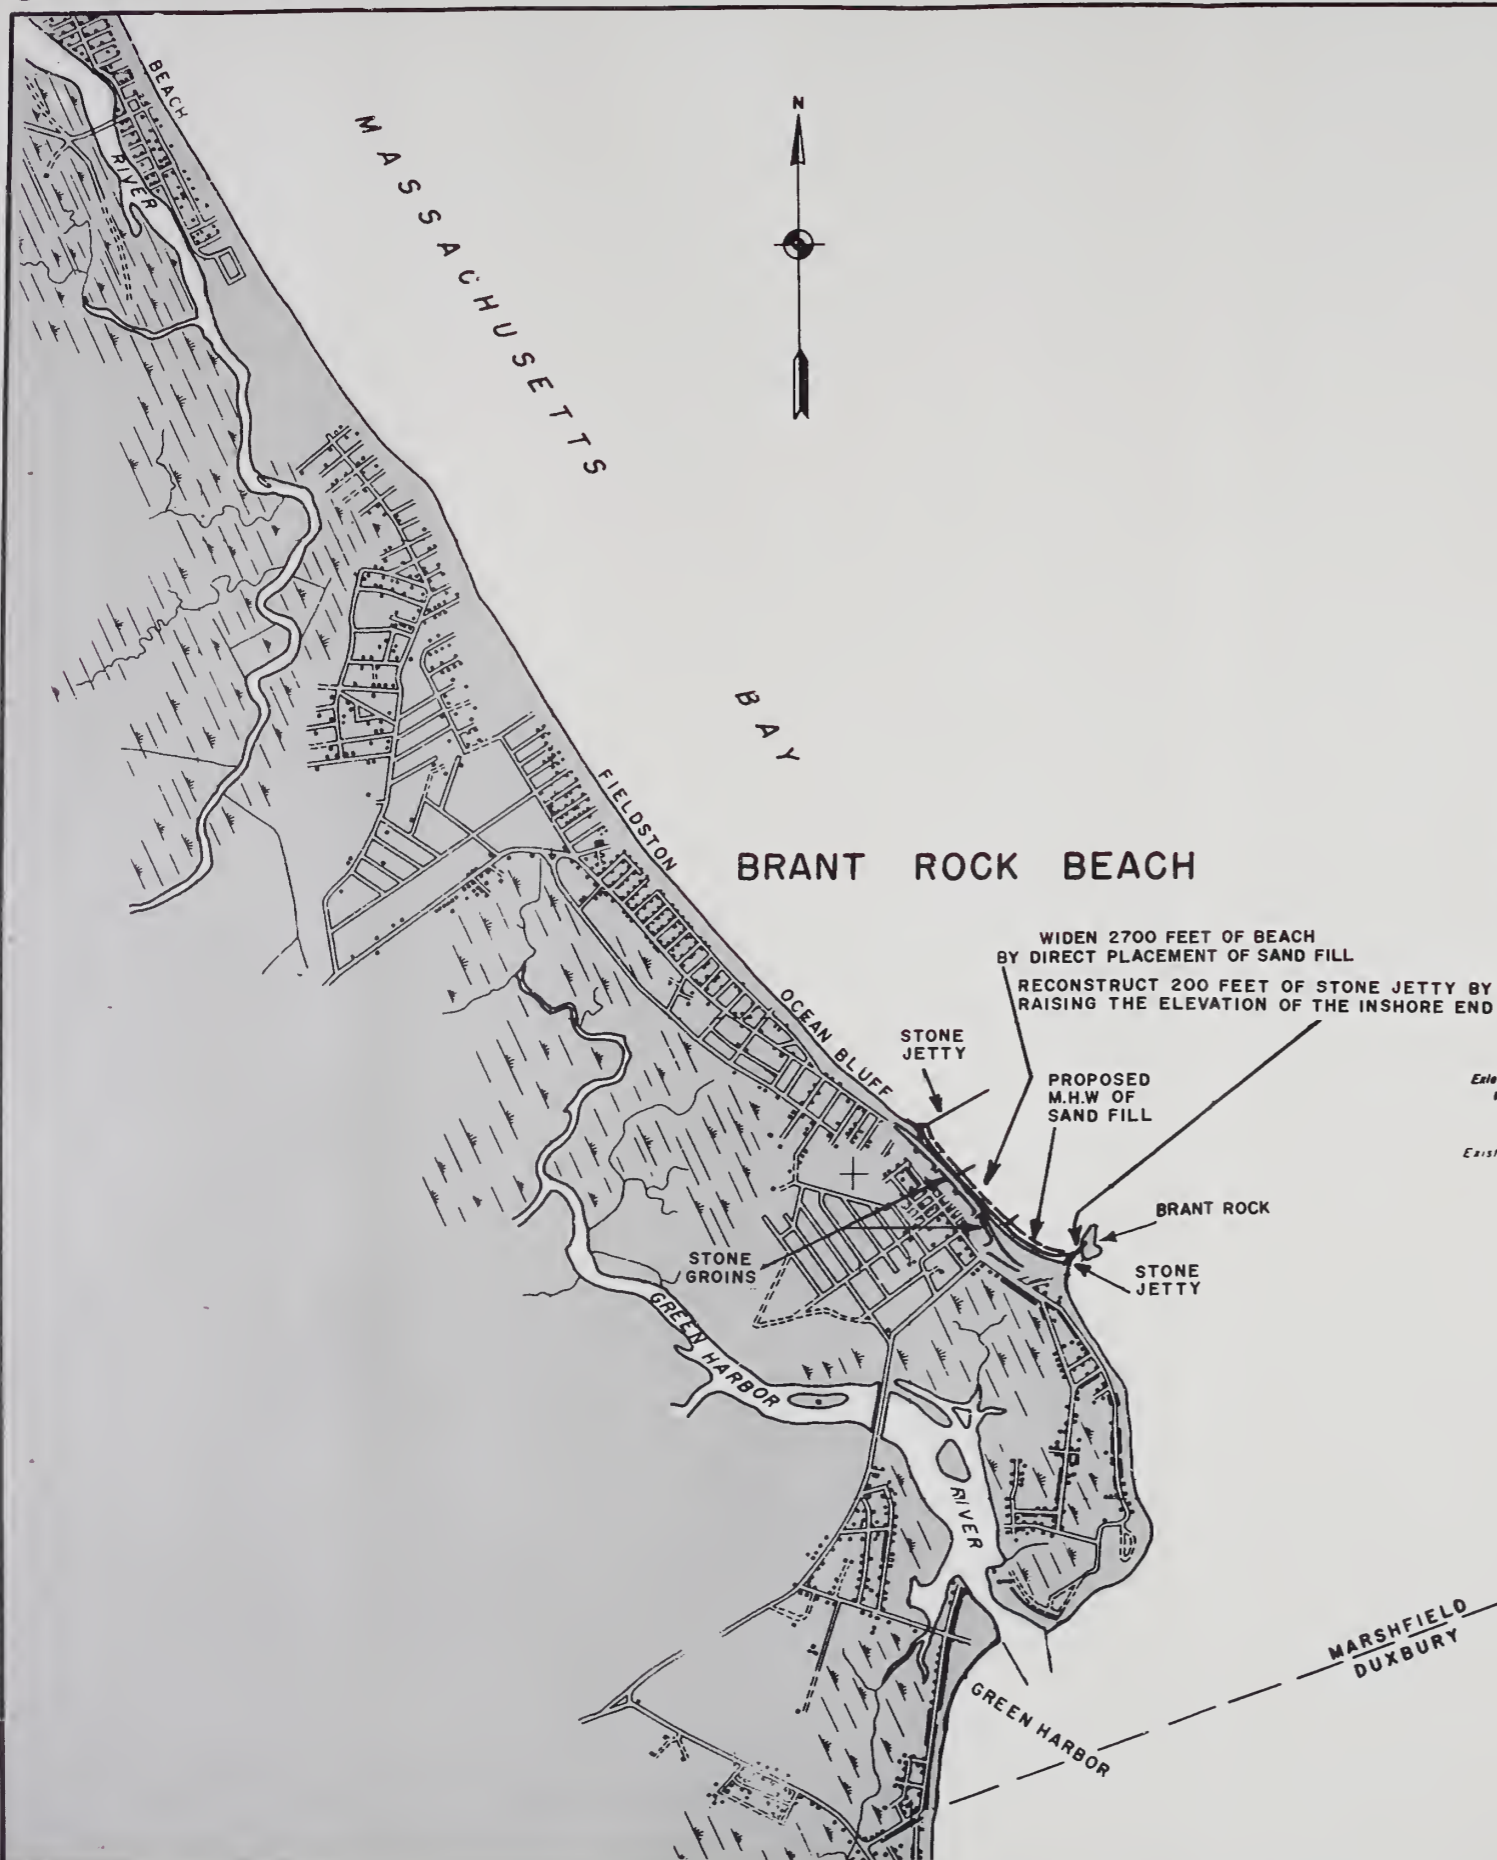 BEACH
RIVER
MASSACHUSETTS
N
BAY
FIELDSTON
BRANT ROCK BEACH
WIDEN 2700 FEET OF BEACH
BY DIRECT PLACEMENT OF SAND FILL
RECONSTRUCT 200 FEET OF STONE JETTY BY
RAISING THE ELEVATION OF THE INSHORE END
OCEAN BLUFF
STONE
JETTY
PROPOSED
M.H.W OF
SAND FILL
BRANT ROCK
STONE
GROINS
STONE
JETTY
GREEN HARBOR
RIVER
MARSHFIELD
DUXBURY
GREEN HARBOR